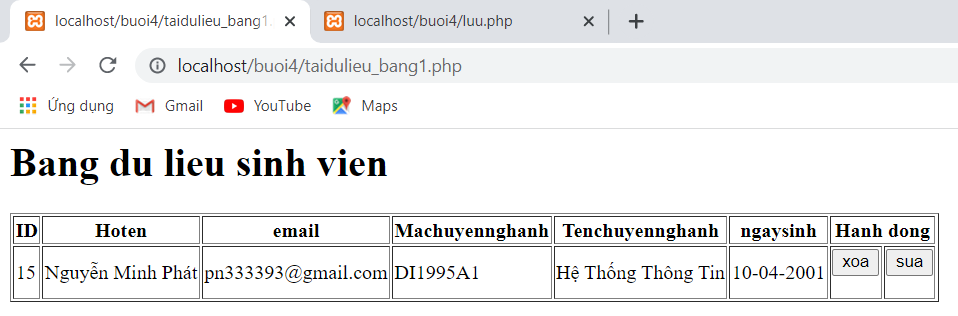 localhost/buoi4/taidulieu_bang1. localhost/buoi4/luu.php
localhost/buoi4/taidulieu_bang1.php
Ứng dụng Gmail YouTube Maps
Bang du lieu sinh vien
ID Hoten email Machuyennghanh Tenchuyennghanh ngaysinh Hanh dong
15 Nguyễn Minh Phát pn333393@gmail.com DI1995A1 Hệ Thống Thông Tin 10-04-2001 xoa sua